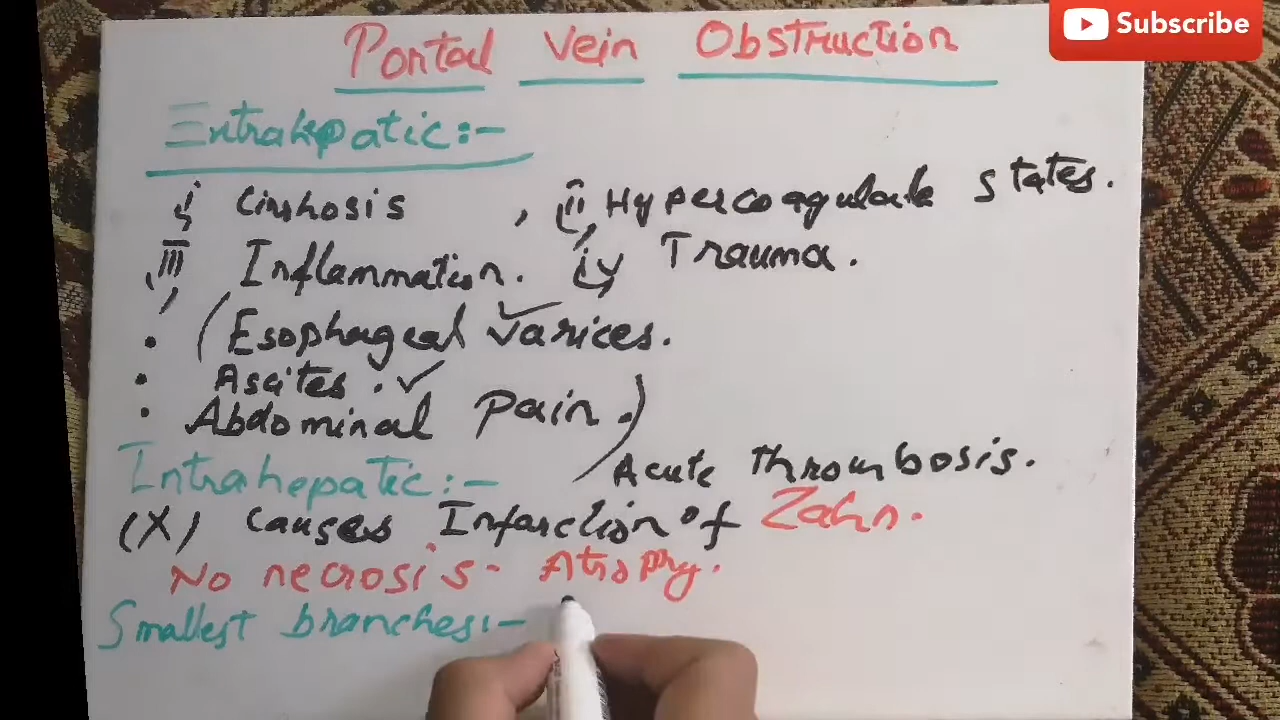 Subscribe
Portal Vein Obstruction
Extrahepatic:-
i, Cirrhosis , ii, Hypercoagulable States.
iii, Inflammation. iv, Trauma.
• (Esophageal Varices. ✓
• Ascites. ✓
• Abdominal Pain.)
Intrahepatic:- Acute Thrombosis.
(X) Causes Infarction of Zahn.
No necrosis - Atrophy.
Smallest branches:-